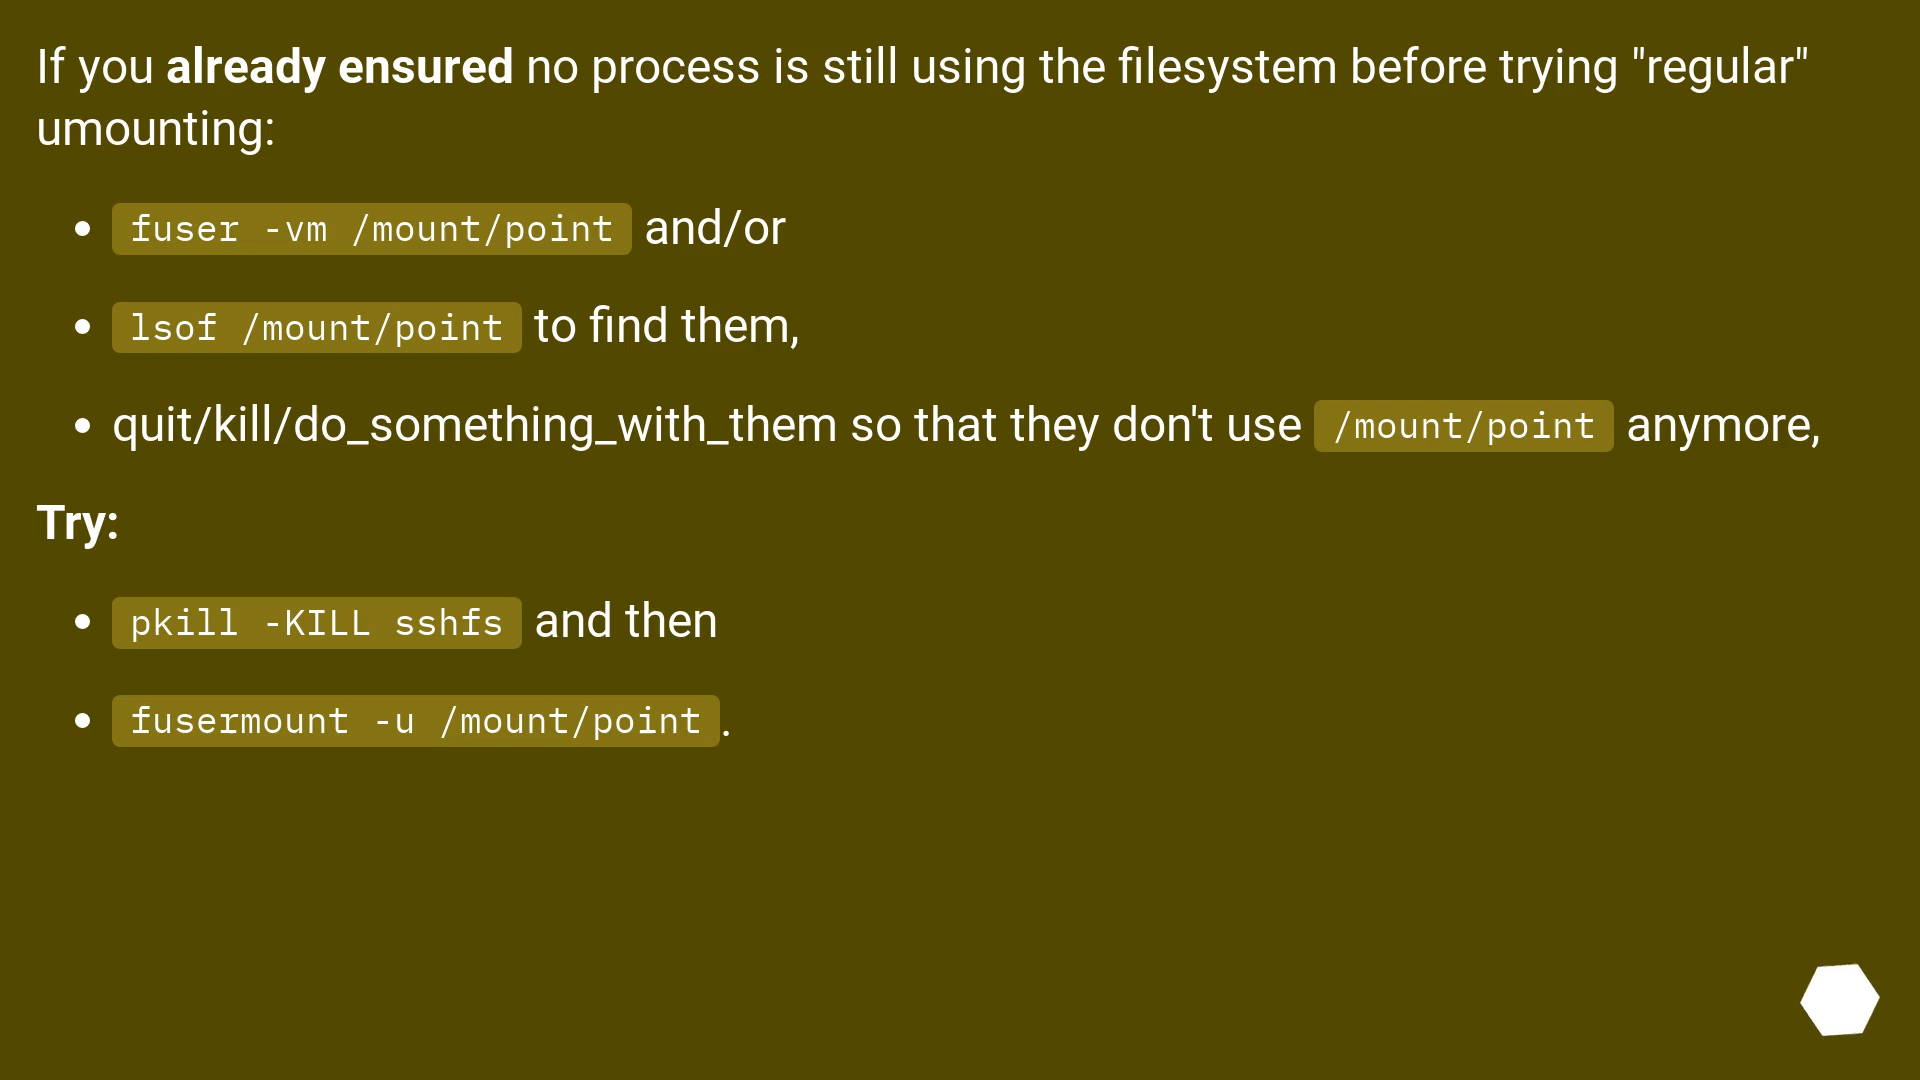 If you already ensured no process is still using the filesystem before trying "regular"
umounting:
fuser -vm /mount/point and/or
lsof /mount/point to find them,
quit/kill/do_something_with_them so that they don't use /mount/point anymore,
Try:
pkill -KILL sshfs and then
fusermount -u /mount/point.